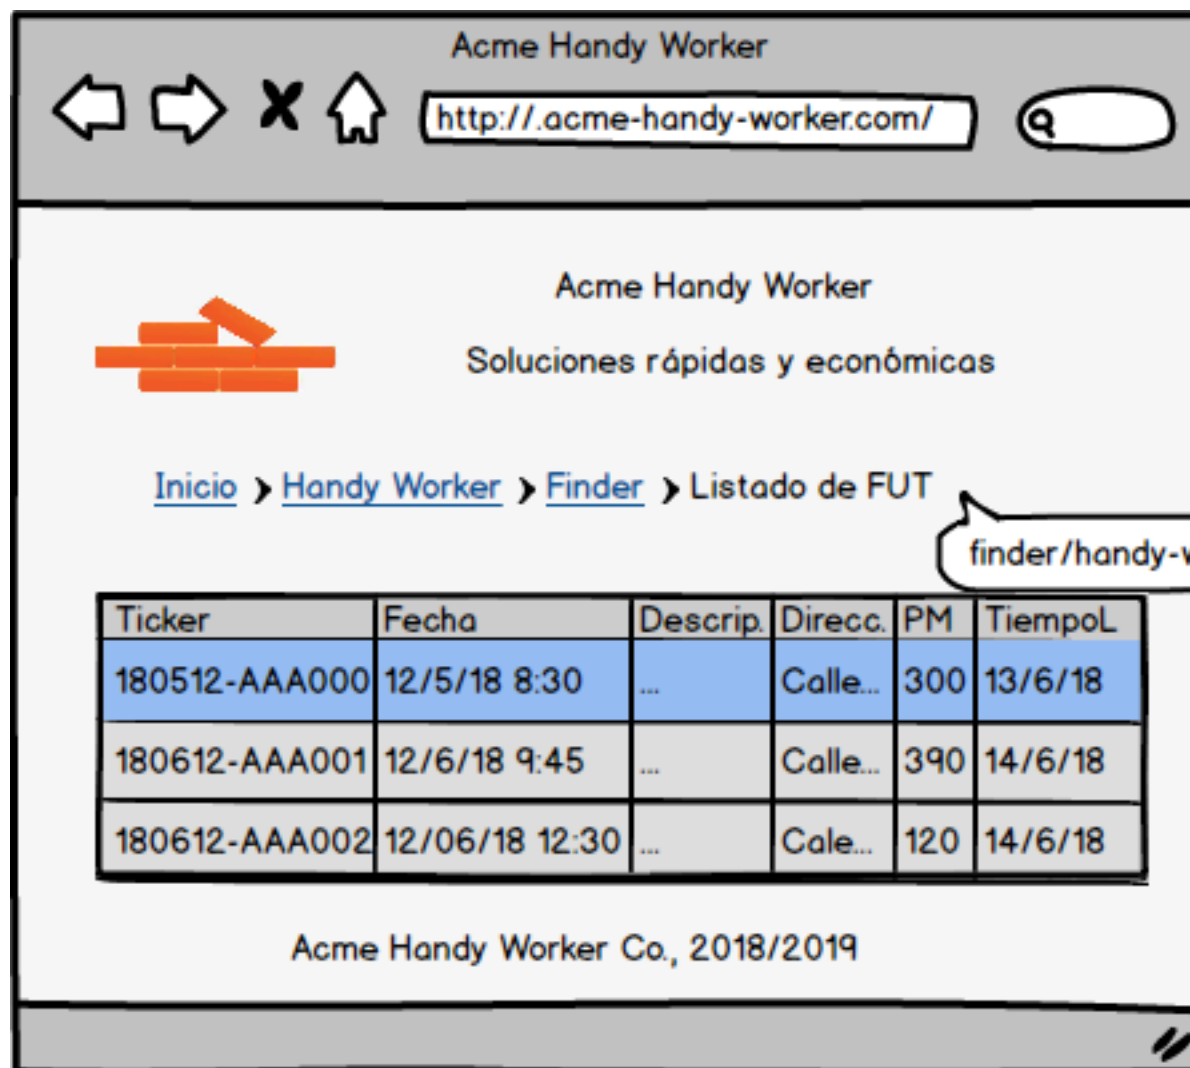 Acme Handy Worker
http://.acme-handy-worker.com/
Acme Handy Worker
Soluciones rápidas y económicas
Inicio > Handy Worker > Finder > Listado de FUT
finder/handy-w
Ticker Fecha Descrip. Direcc. PM TiempoL
180512-AAA000 12/5/18 8:30 ... Calle... 300 13/6/18
180612-AAA001 12/6/18 9:45 ... Calle... 390 14/6/18
180612-AAA002 12/06/18 12:30 ... Cale... 120 14/6/18
Acme Handy Worker Co., 2018/2019